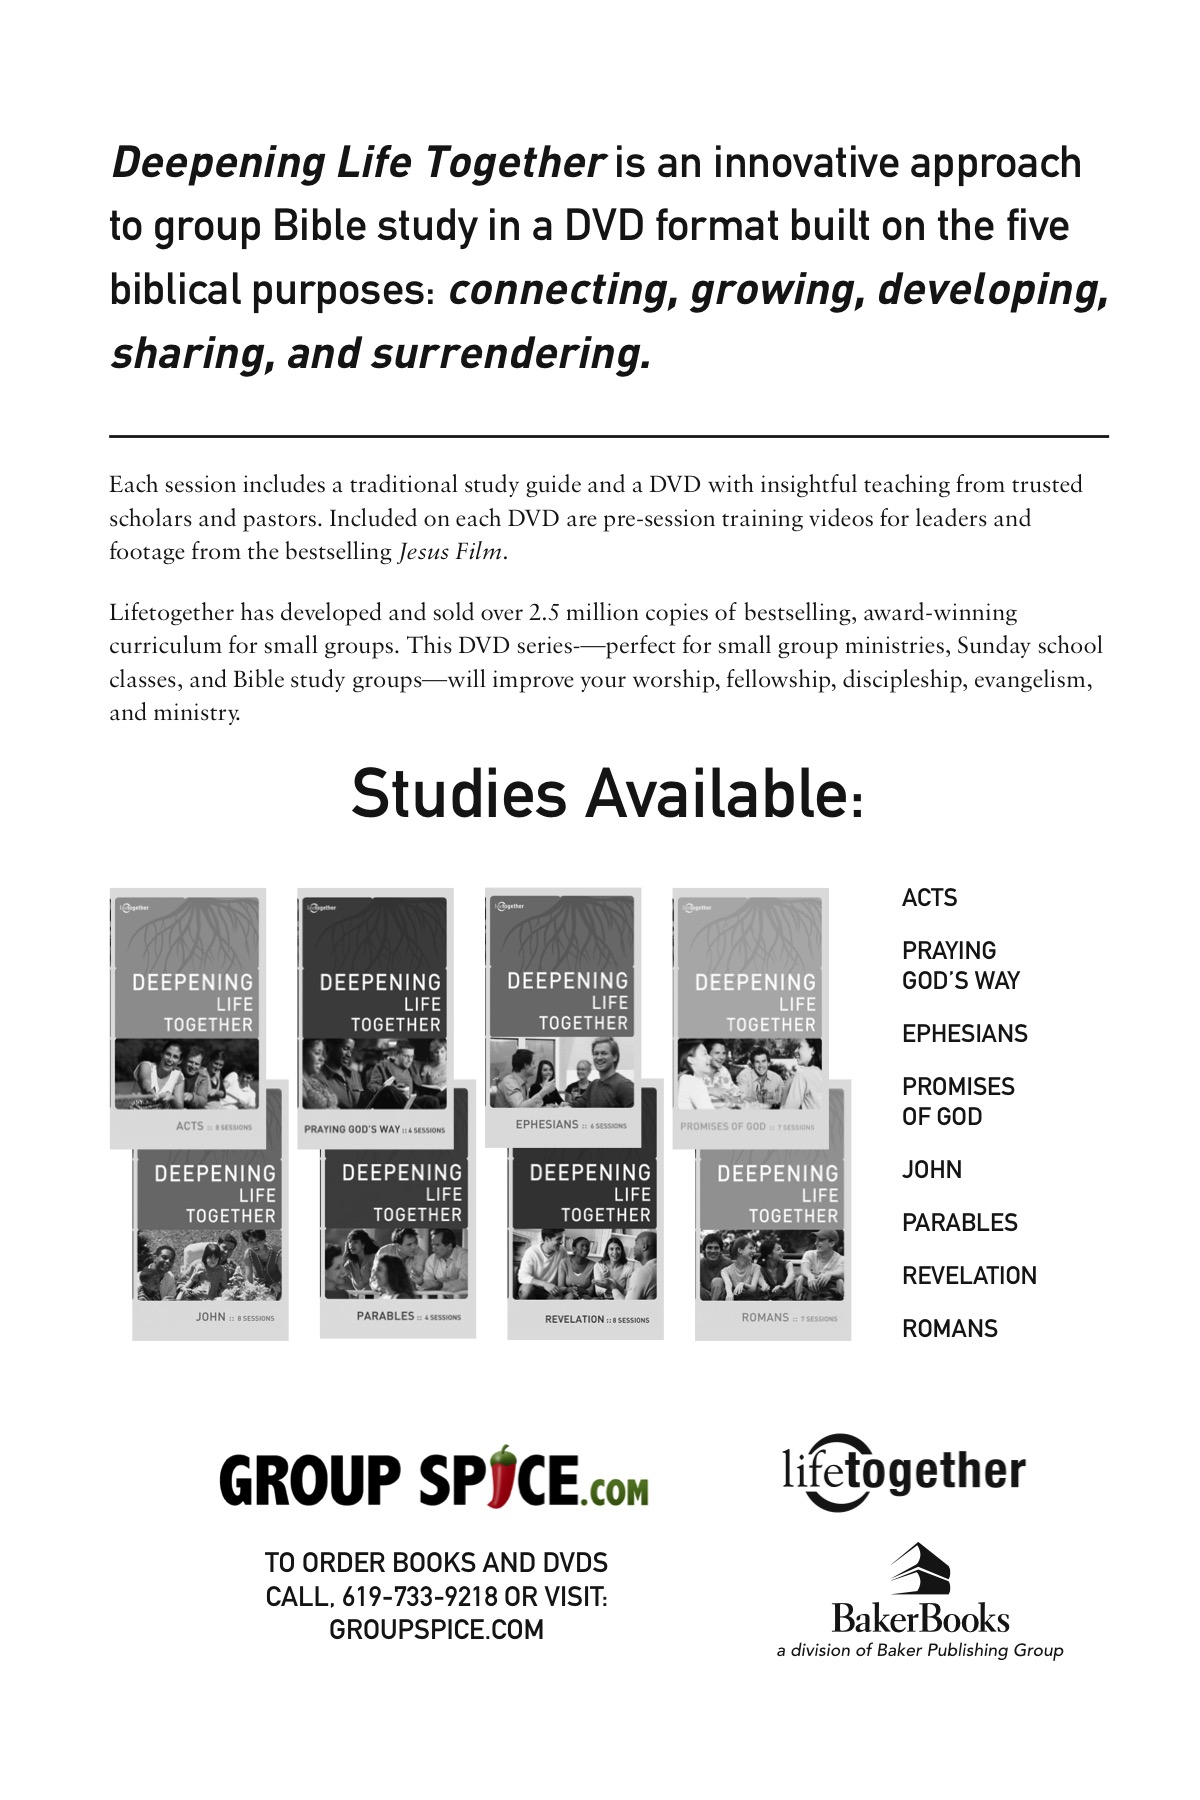 Deepening Life Together is an innovative approach
to group Bible study in a DVD format built on the five
biblical purposes: connecting, growing, developing,
sharing, and surrendering.
Each session includes a traditional study guide and a DVD with insightful teaching from trusted
scholars and pastors. Included on each DVD are pre-session training videos for leaders and
footage from the bestselling Jesus Film.
Lifetogether has developed and sold over 2.5 million copies of bestselling, award-winning
curriculum for small groups. This DVD series-—perfect for small group ministries, Sunday school
classes, and Bible study groups—will improve your worship, fellowship, discipleship, evangelism,
and ministry.
Studies Available:
lifetogether
DEEPENING
LIFE
TOGETHER
ACTS :: 8 SESSIONS
lifetogether
DEEPENING
LIFE
TOGETHER
PRAYING GOD'S WAY :: 4 SESSIONS
lifetogether
DEEPENING
LIFE
TOGETHER
EPHESIANS :: 6 SESSIONS
lifetogether
DEEPENING
LIFE
TOGETHER
PROMISES OF GOD :: 7 SESSIONS
DEEPENING
LIFE
TOGETHER
JOHN :: 8 SESSIONS
DEEPENING
LIFE
TOGETHER
PARABLES :: 4 SESSIONS
DEEPENING
LIFE
TOGETHER
REVELATION :: 8 SESSIONS
DEEPENING
LIFE
TOGETHER
ROMANS :: 7 SESSIONS
ACTS
PRAYING
GOD'S WAY
EPHESIANS
PROMISES
OF GOD
JOHN
PARABLES
REVELATION
ROMANS
GROUP SPICE.COM
TO ORDER BOOKS AND DVDS
CALL, 619-733-9218 OR VISIT:
GROUPSPICE.COM
lifetogether
BakerBooks
a division of Baker Publishing Group